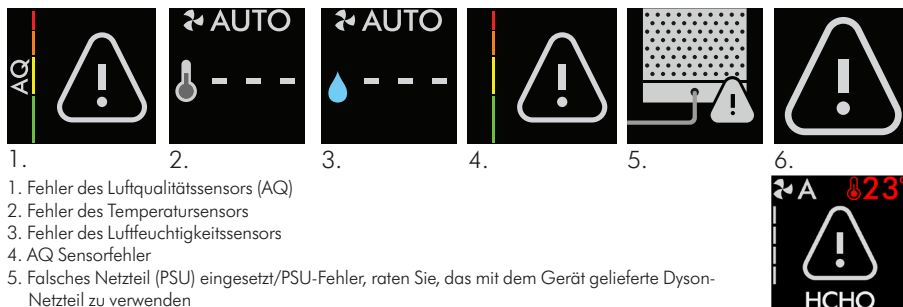 AQ
AUTO
AUTO
1. 2. 3. 4. 5. 6.
1. Fehler des Luftqualitätssensors (AQ)
2. Fehler des Temperatursensors
3. Fehler des Luftfeuchtigkeitssensors
4. AQ Sensorfehler
5. Falsches Netzteil (PSU) eingesetzt/PSU-Fehler, raten Sie, das mit dem Gerät gelieferte Dyson-
Netzteil zu verwenden
A 23°
HCHO